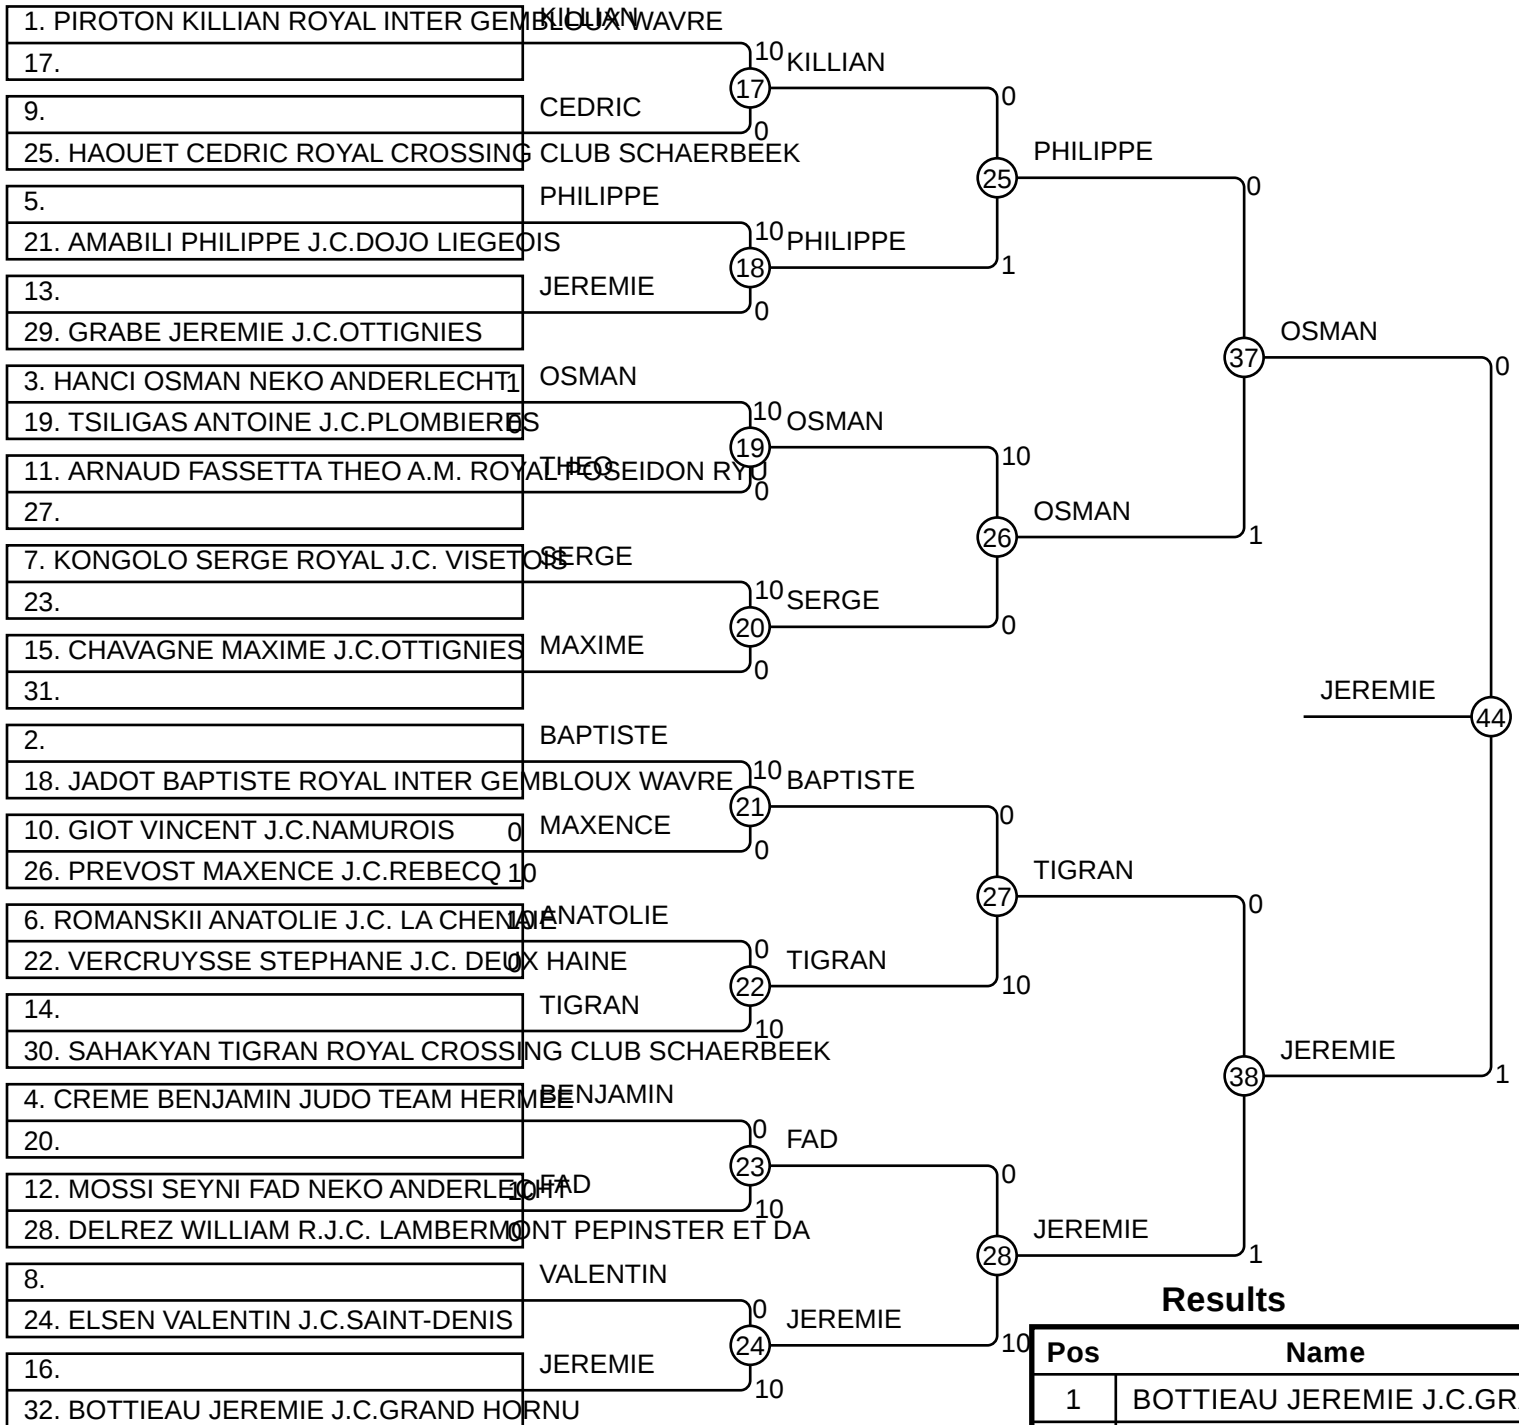 1. PIROTON KILLIAN ROYAL INTER GEMBLOUX WAVRE
KILLIAN
17.
10
KILLIAN
17
0
9.
CEDRIC
0
25. HAOUET CEDRIC ROYAL CROSSING CLUB SCHAERBEEK
PHILIPPE
25
0
5.
PHILIPPE
21. AMABILI PHILIPPE J.C.DOJO LIEGEOIS
10
PHILIPPE
18
1
13.
JEREMIE
0
29. GRABE JEREMIE J.C.OTTIGNIES
OSMAN
37
0
3. HANCI OSMAN NEKO ANDERLECHT
1
OSMAN
19. TSILIGAS ANTOINE J.C.PLOMBIERES
0
10
OSMAN
19
10
11. ARNAUD FASSETTA THEO A.M. ROYAL POSEIDON RYU
THEO
0
27.
OSMAN
26
1
7. KONGOLO SERGE ROYAL J.C. VISETOIS
SERGE
23.
10
SERGE
20
0
15. CHAVAGNE MAXIME J.C.OTTIGNIES
MAXIME
0
31.
JEREMIE
44
2.
BAPTISTE
18. JADOT BAPTISTE ROYAL INTER GEMBLOUX WAVRE
10
BAPTISTE
21
0
10. GIOT VINCENT J.C.NAMUROIS
0
MAXENCE
0
26. PREVOST MAXENCE J.C.REBECQ
10
TIGRAN
27
0
6. ROMANSKII ANATOLIE J.C. LA CHENAIE
10
ANATOLIE
22. VERCRUYSSE STEPHANE J.C. DEUX HAINE
0
0
TIGRAN
22
10
14.
TIGRAN
10
30. SAHAKYAN TIGRAN ROYAL CROSSING CLUB SCHAERBEEK
JEREMIE
38
1
4. CREME BENJAMIN JUDO TEAM HERMEE
BENJAMIN
20.
0
FAD
23
0
12. MOSSI SEYNI FAD NEKO ANDERLECHT
10
FAD
10
28. DELREZ WILLIAM R.J.C. LAMBERMONT PEPINSTER ET DA
0
JEREMIE
28
1
8.
VALENTIN
24. ELSEN VALENTIN J.C.SAINT-DENIS
0
JEREMIE
24
10
16.
JEREMIE
10
32. BOTTIEAU JEREMIE J.C.GRAND HORNU
Results
Pos Name
1 BOTTIEAU JEREMIE J.C.GR